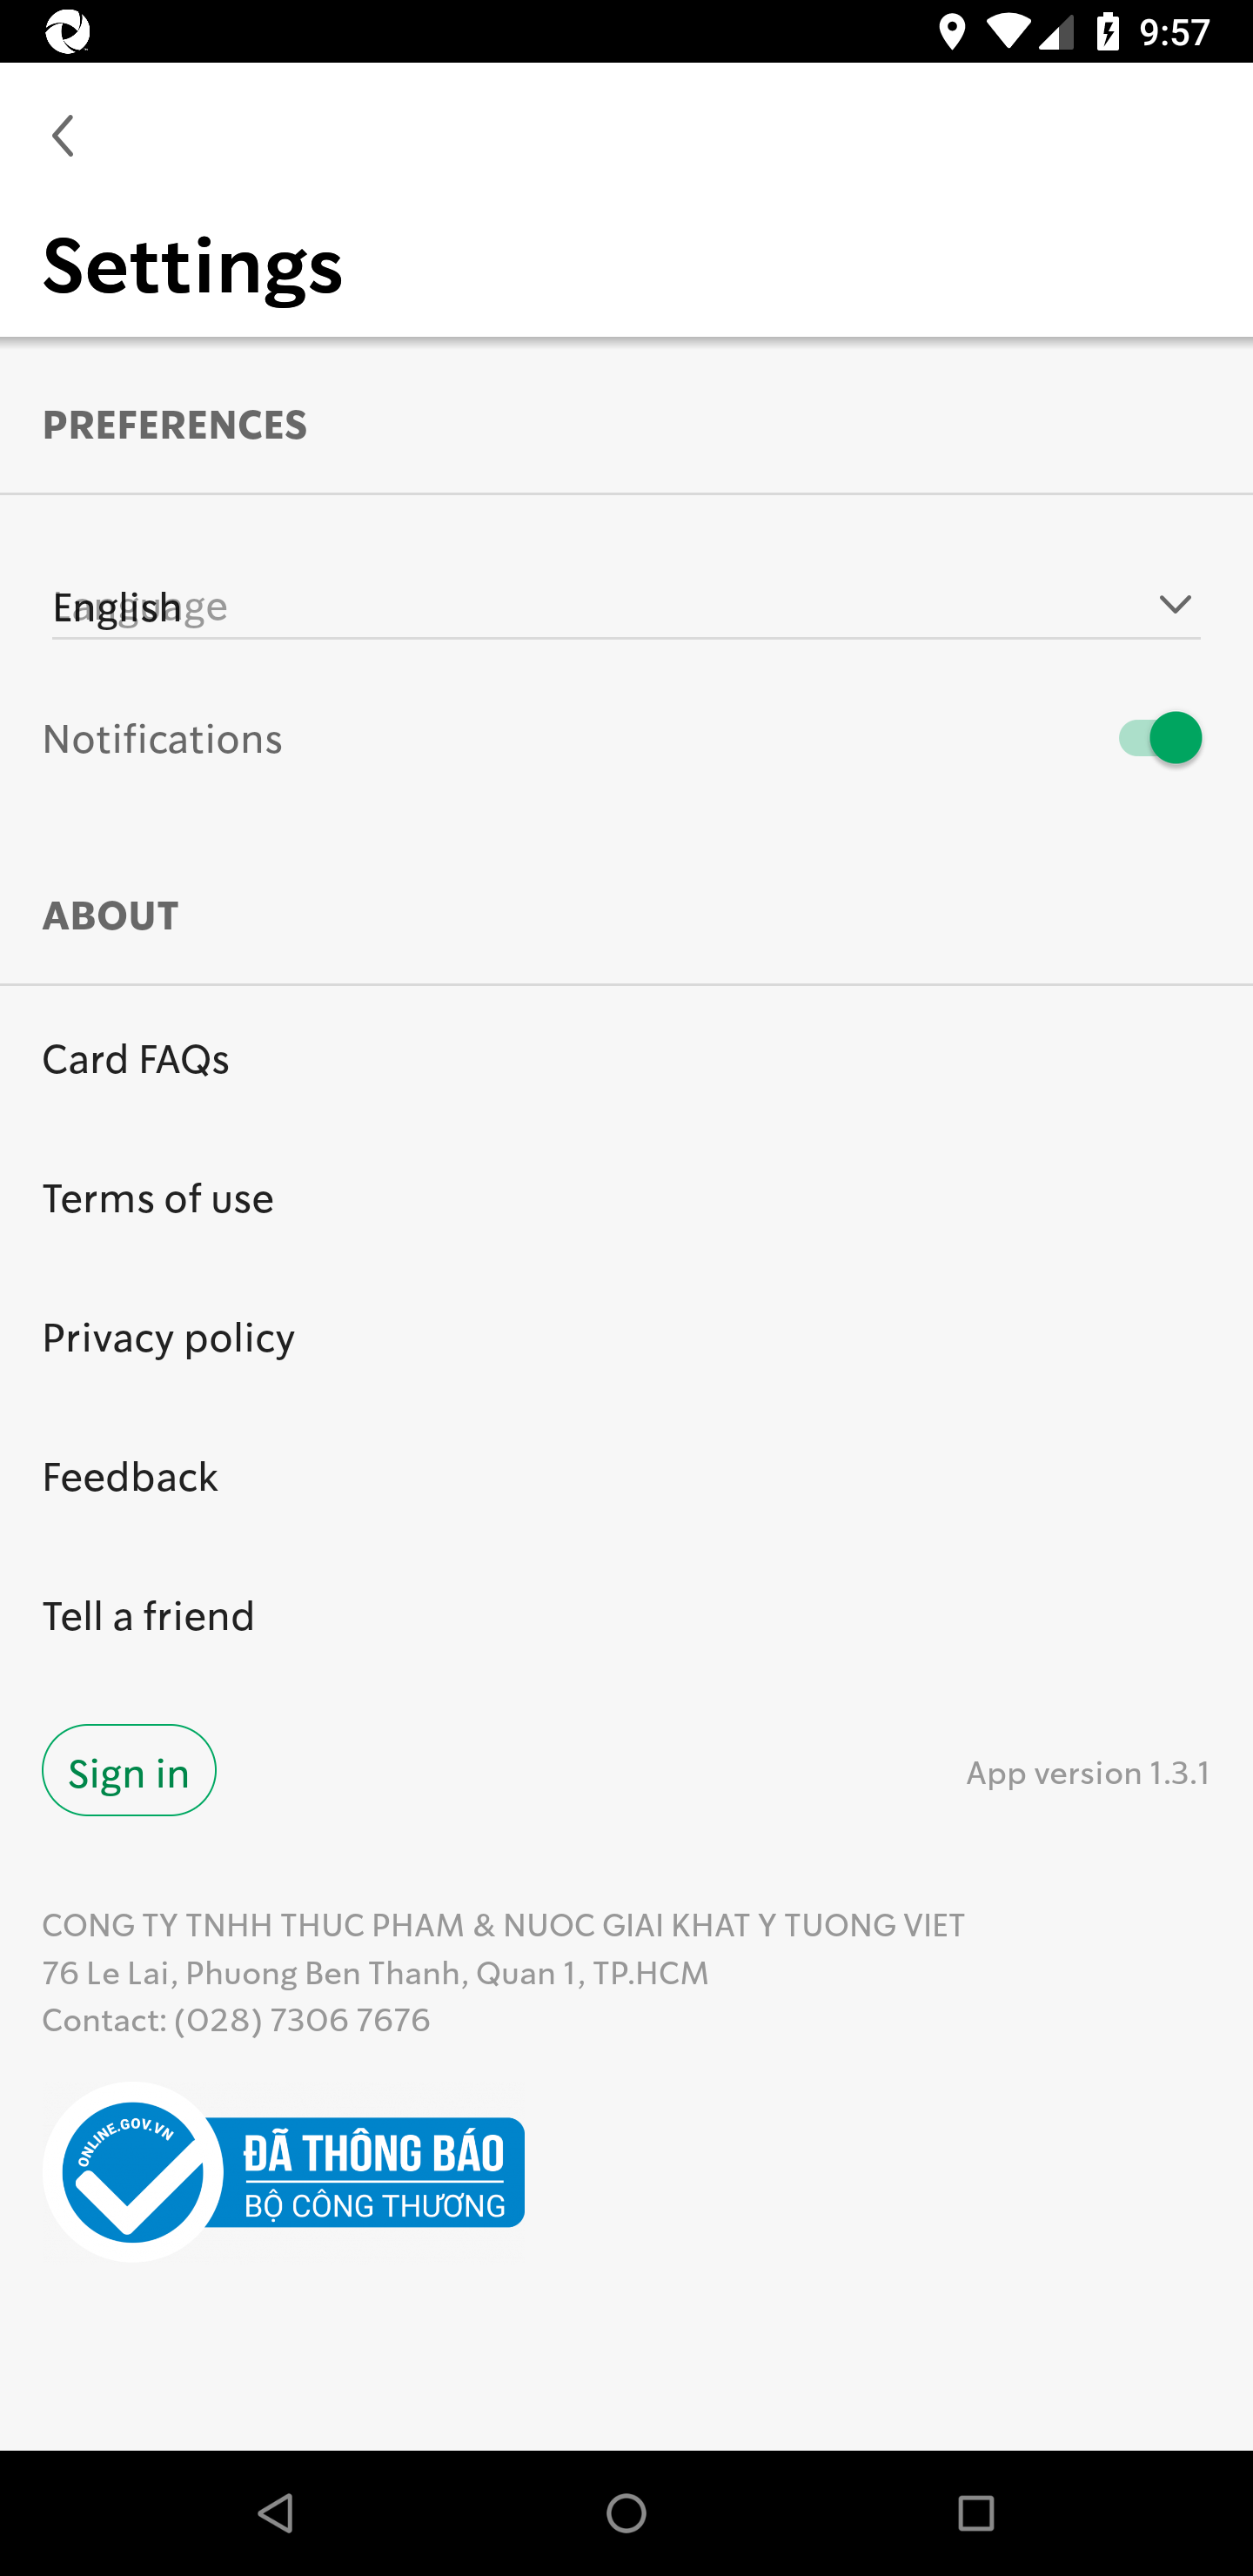 9:57
Settings
PREFERENCES
Language
English
Notifications
ABOUT
Card FAQs
Terms of use
Privacy policy
Feedback
Tell a friend
Sign in
App version 1.3.1
CONG TY TNHH THUC PHAM & NUOC GIAI KHAT Y TUONG VIET
76 Le Lai, Phuong Ben Thanh, Quan 1, TP.HCM
Contact: (028) 7306 7676
ONLINE.GOV.VN
ĐÃ THÔNG BÁO
BỘ CÔNG THƯƠNG